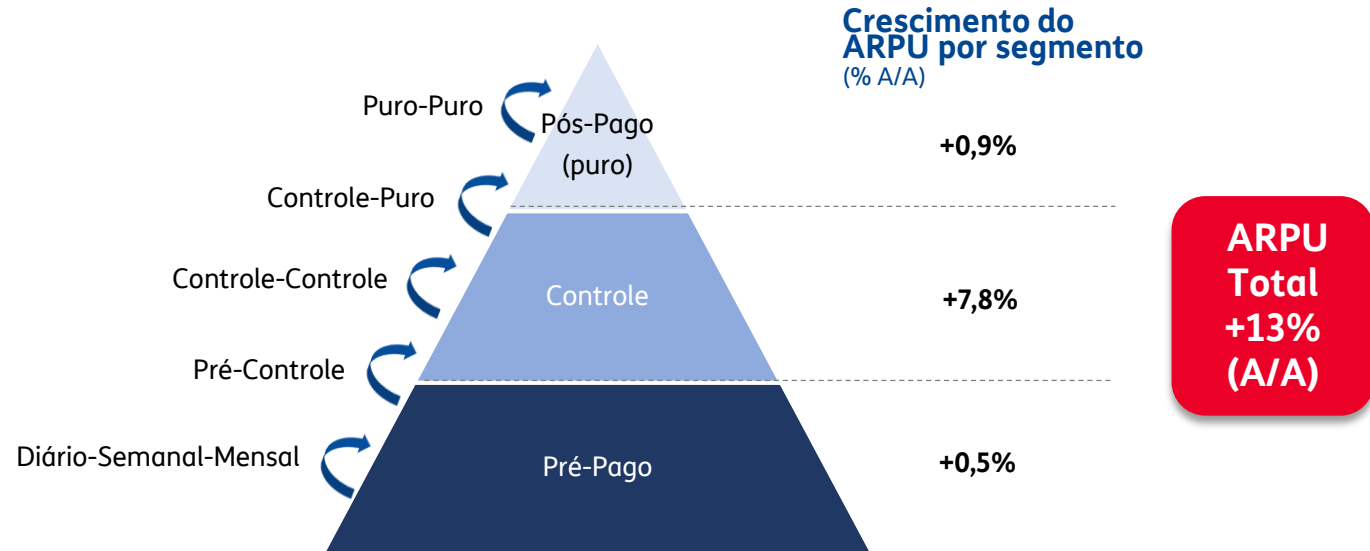 Crescimento do
ARPU por segmento
(% A/A)
Puro-Puro
Pós-Pago
(puro)
+0,9%
Controle-Puro
Controle-Controle
Controle
+7,8%
Pré-Controle
Diário-Semanal-Mensal
Pré-Pago
+0,5%
ARPU
Total
+13%
(A/A)